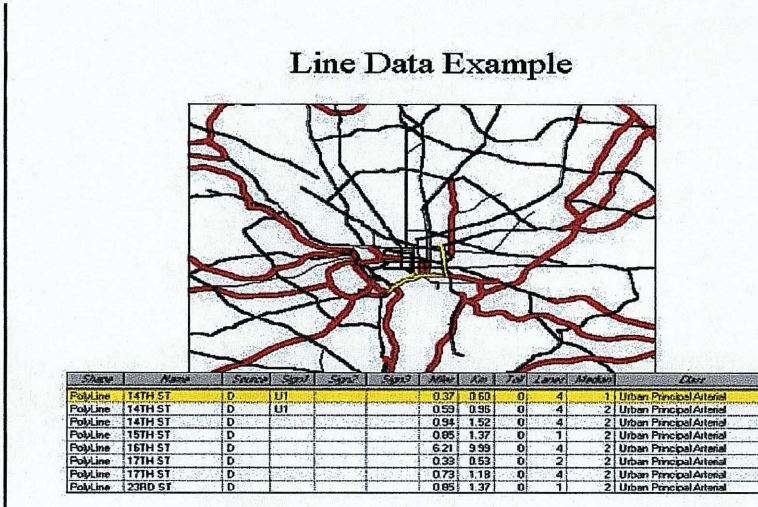 Line Data Example
Shape Name Source Sign1 Sign2 Sign3 Miles Km Toll Lanes Median Class
PolyLine 14TH ST D U1 0.37 0.60 0 4 1 Urban Principal Arterial
PolyLine 14TH ST D U1 0.59 0.96 0 4 2 Urban Principal Arterial
PolyLine 14TH ST D 0.94 1.52 0 4 2 Urban Principal Arterial
PolyLine 15TH ST D 0.85 1.37 0 1 2 Urban Principal Arterial
PolyLine 16TH ST D 6.21 9.99 0 4 2 Urban Principal Arterial
PolyLine 17TH ST D 0.33 0.53 0 2 2 Urban Principal Arterial
PolyLine 17TH ST D 0.73 1.18 0 4 2 Urban Principal Arterial
PolyLine 23RD ST D 0.85 1.37 0 1 2 Urban Principal Arterial